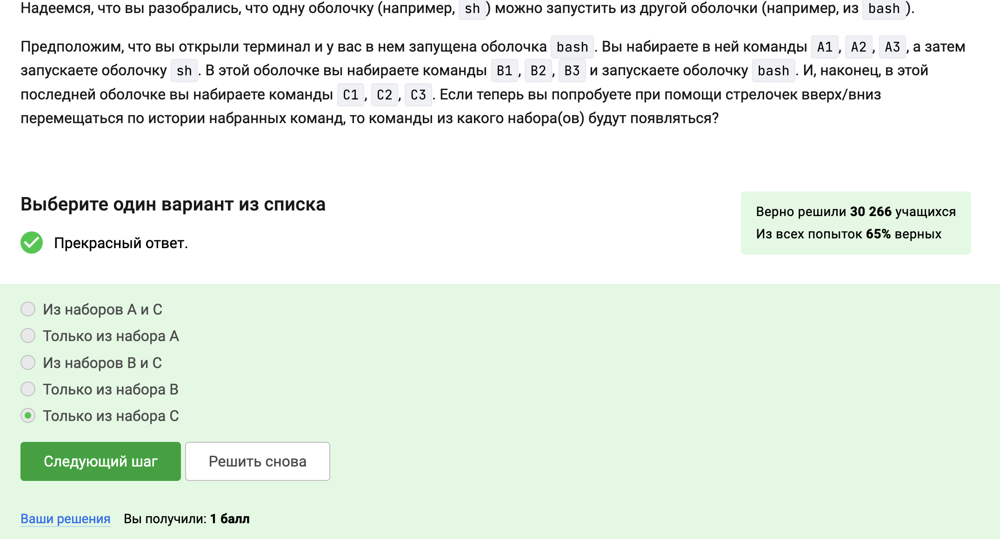 Надеемся, что вы разобрались, что одну оболочку (например, sh) можно запустить из другой оболочки (например, из bash).
Предположим, что вы открыли терминал и у вас в нем запущена оболочка bash. Вы набираете в ней команды A1, A2, A3, а затем
запускаете оболочку sh. В этой оболочке вы набираете команды B1, B2, B3 и запускаете оболочку bash. И, наконец, в этой
последней оболочке вы набираете команды C1, C2, C3. Если теперь вы попробуете при помощи стрелочек вверх/вниз
перемещаться по истории набранных команд, то команды из какого набора(ов) будут появляться?
Выберите один вариант из списка
Верно решили 30 266 учащихся
Из всех попыток 65% верных
Прекрасный ответ.
Из наборов A и C
Только из набора A
Из наборов B и C
Только из набора B
Только из набора C
Следующий шаг
Решить снова
Ваши решения Вы получили: 1 балл